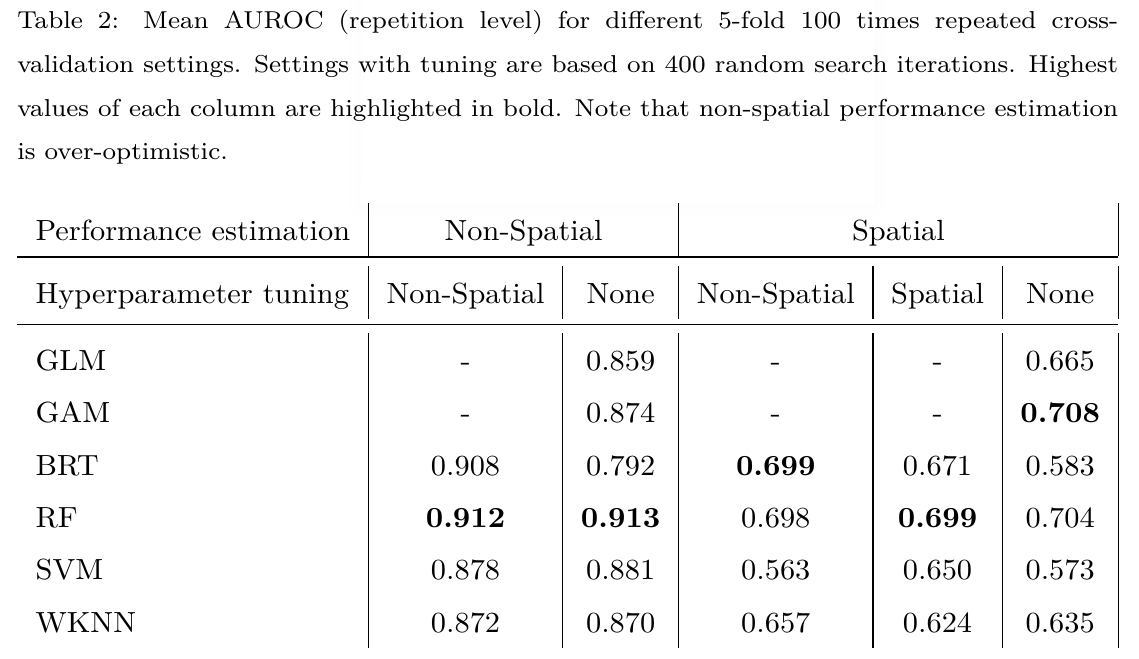 Table 2: Mean AUROC (repetition level) for different 5-fold 100 times repeated cross-
validation settings. Settings with tuning are based on 400 random search iterations. Highest
values of each column are highlighted in bold. Note that non-spatial performance estimation
is over-optimistic.
Performance estimation Non-Spatial Spatial
Hyperparameter tuning Non-Spatial None Non-Spatial Spatial None
GLM - 0.859 - - 0.665
GAM - 0.874 - - 0.708
BRT 0.908 0.792 0.699 0.671 0.583
RF 0.912 0.913 0.698 0.699 0.704
SVM 0.878 0.881 0.563 0.650 0.573
WKNN 0.872 0.870 0.657 0.624 0.635